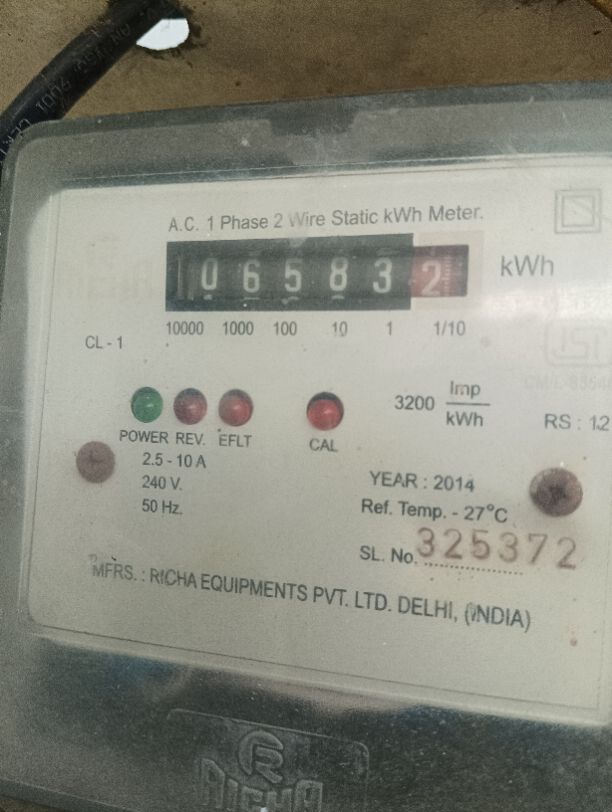 A.C. 1 Phase 2 Wire Static kWh Meter.
0 6 5 8 3 2 kWh
10000 1000 100 10 1 1/10
CL - 1
3200 Imp
kWh
POWER REV. EFLT CAL
RS : 12
2.5 - 10 A
240 V.
50 Hz.
YEAR : 2014
Ref. Temp. - 27°C
SL. No. 325372
MFRS. : RICHA EQUIPMENTS PVT. LTD. DELHI, (INDIA)
RICHA